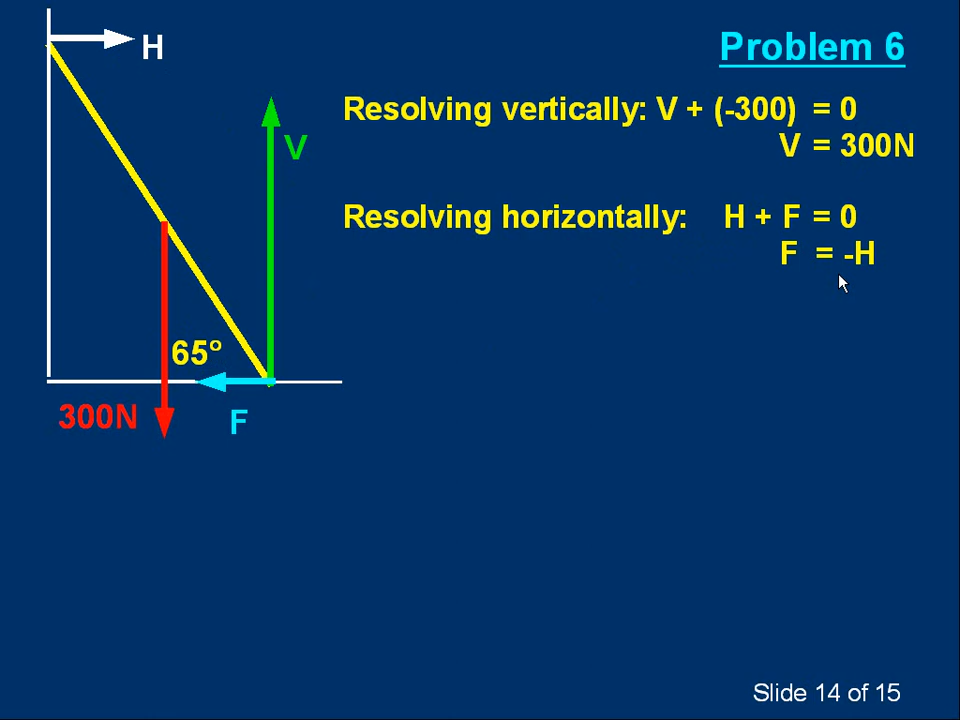 H
Problem 6
Resolving vertically: V + (-300) = 0
V = 300N
V
Resolving horizontally: H + F = 0
F = -H
65°
300N
F
Slide 14 of 15